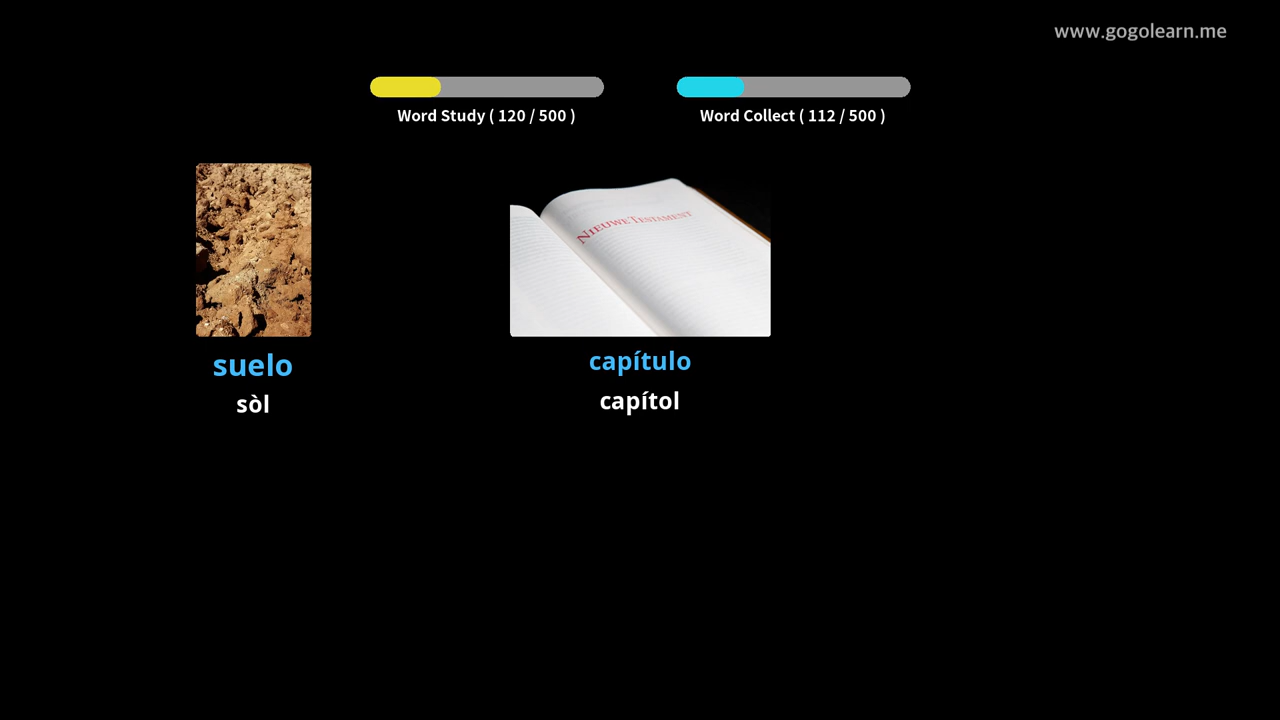 www.gogolearn.me
Word Study ( 120 / 500 )
Word Collect ( 112 / 500 )
NIEUWE TESTAMENT
suelo
sòl
capítulo
capítol